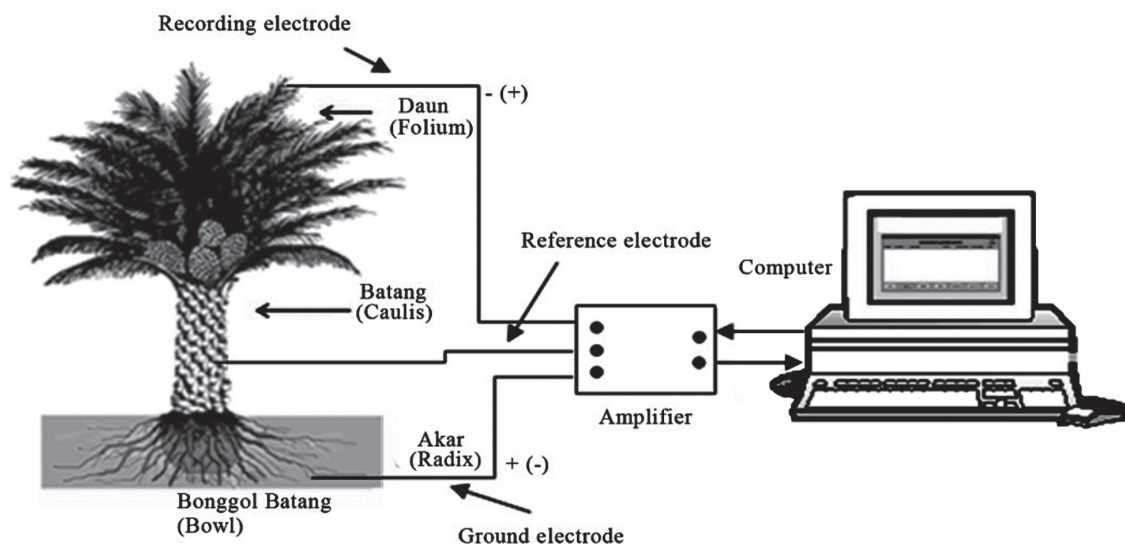 Recording electrode
- (+)
Daun
(Folium)
Reference electrode
Computer
Batang
(Caulis)
Amplifier
Akar
(Radix)
+ (-)
Bonggol Batang
(Bowl)
Ground electrode